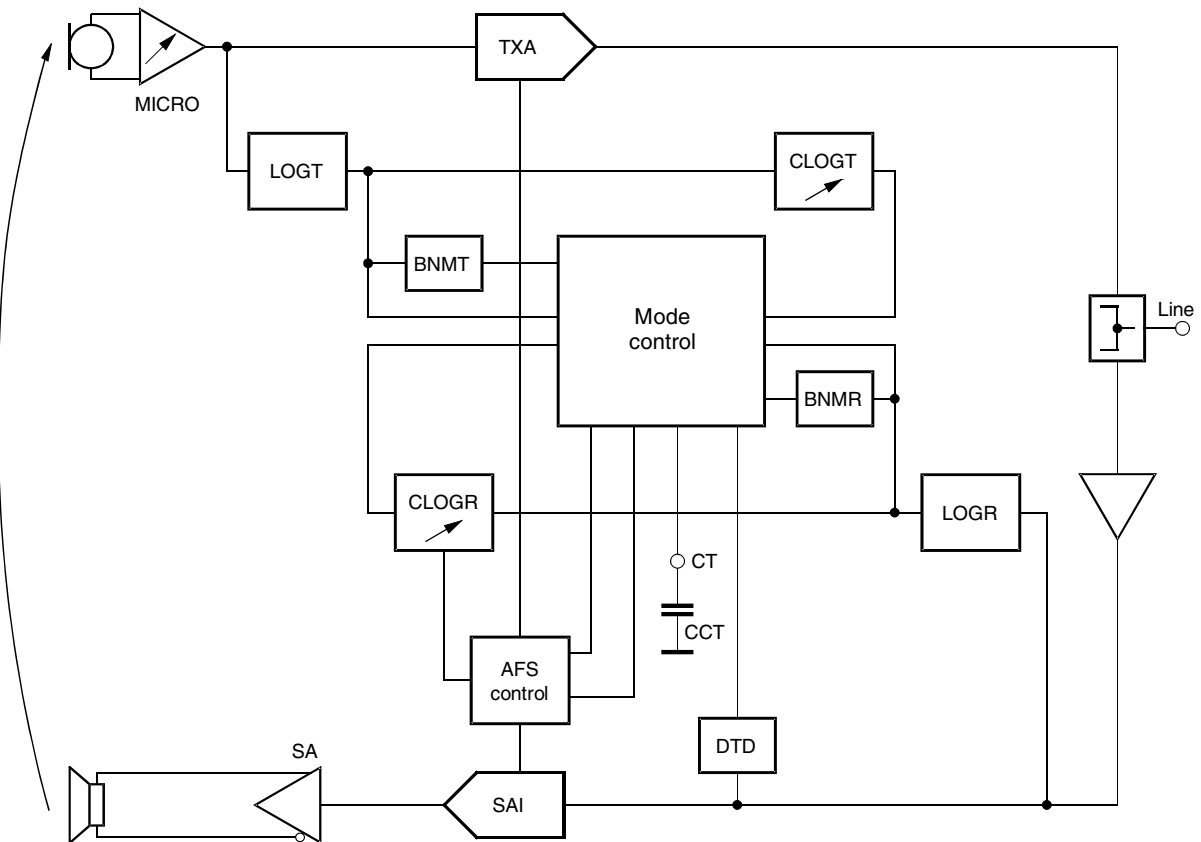 TXA
MICRO
LOGT
CLOGT
BNMT
Mode
control
Line
BNMR
CLOGR
LOGR
CT
CCT
AFS
control
DTD
SA
SAI